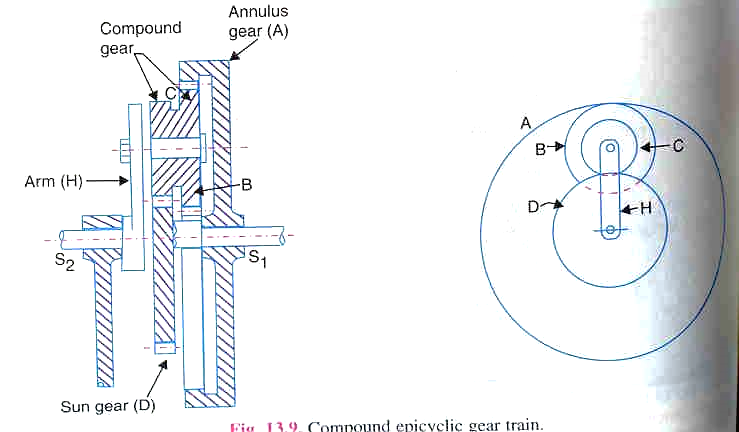 Compound
gear
Annulus
gear (A)
C
Arm (H)
B
S2
S1
Sun gear (D)
A
B
C
D
H
Fig. 13.9. Compound epicyclic gear train.